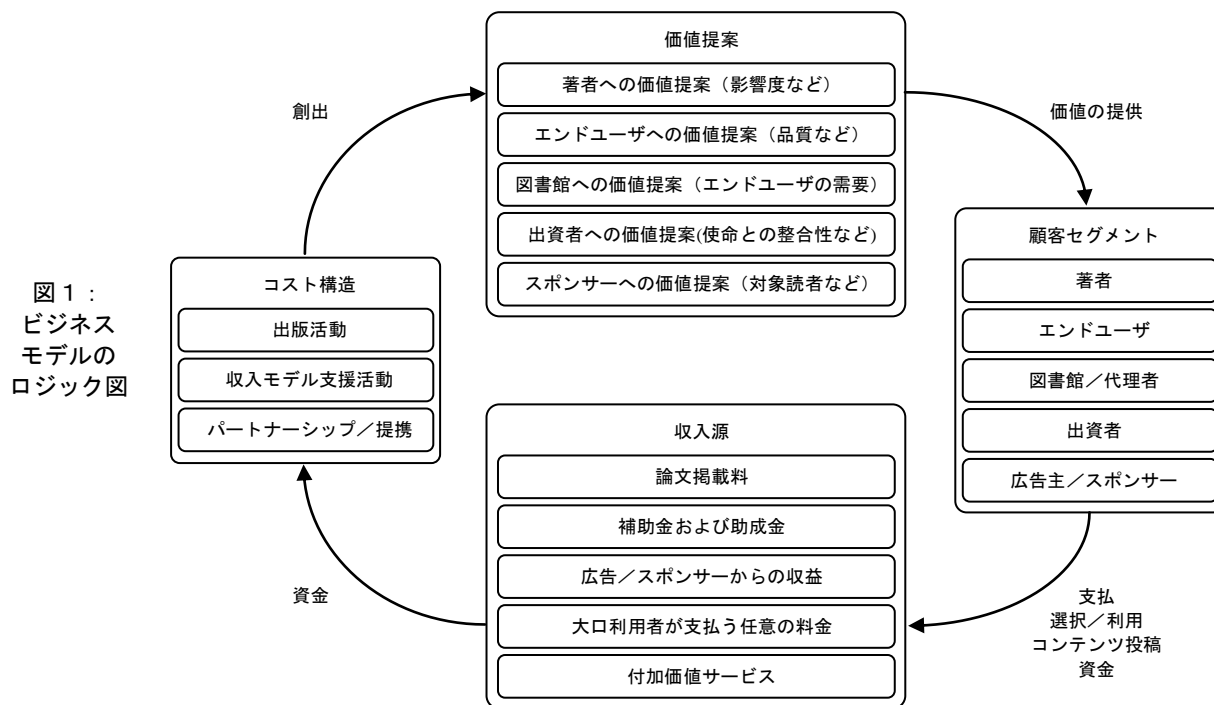 価値提案
著者への価値提案（影響度など）
エンドユーザへの価値提案（品質など）
図書館への価値提案（エンドユーザの需要）
出資者への価値提案(使命との整合性など)
スポンサーへの価値提案（対象読者など）
創出
価値の提供
顧客セグメント
著者
エンドユーザ
図書館／代理者
出資者
広告主／スポンサー
図１：
ビジネス
モデルの
ロジック図
コスト構造
出版活動
収入モデル支援活動
パートナーシップ／提携
収入源
論文掲載料
補助金および助成金
広告／スポンサーからの収益
大口利用者が支払う任意の料金
付加価値サービス
資金
支払
選択／利用
コンテンツ投稿
資金